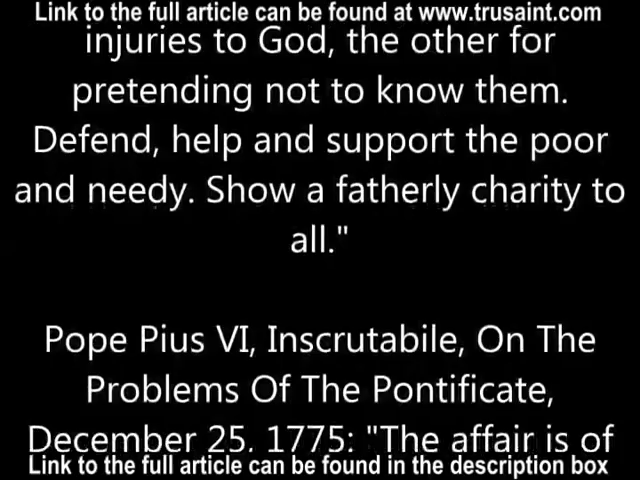 Link to the full article can be found at www.trusaint.com
injuries to God, the other for
pretending not to know them.
Defend, help and support the poor
and needy. Show a fatherly charity to
all."
Pope Pius VI, Inscrutabile, On The
Problems Of The Pontificate,
December 25. 1775: "The affair is of
Link to the full article can be found in the description box